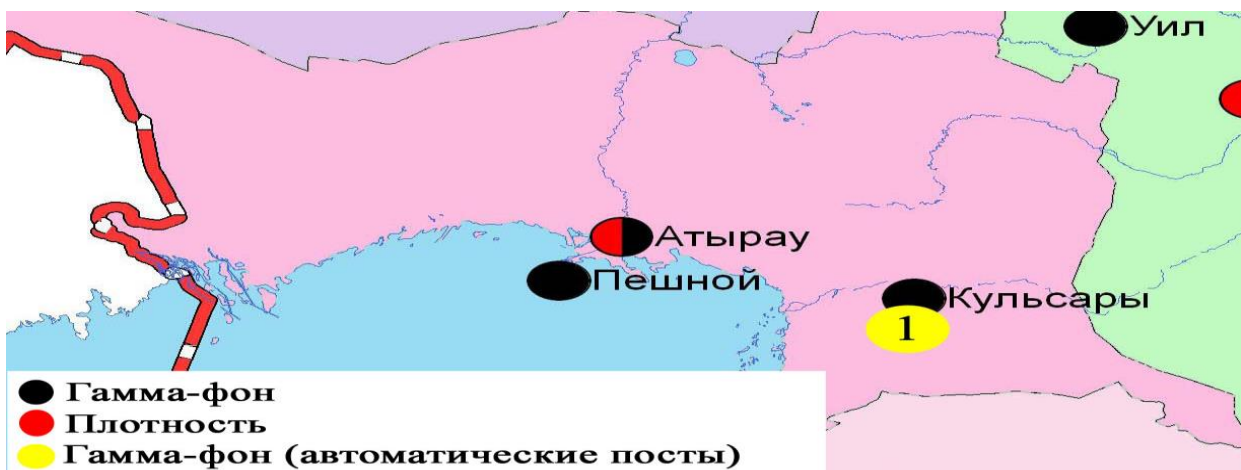 Уил
Атырау
Пешной
Кульсары
1
Гамма-фон
Плотность
Гамма-фон (автоматические посты)